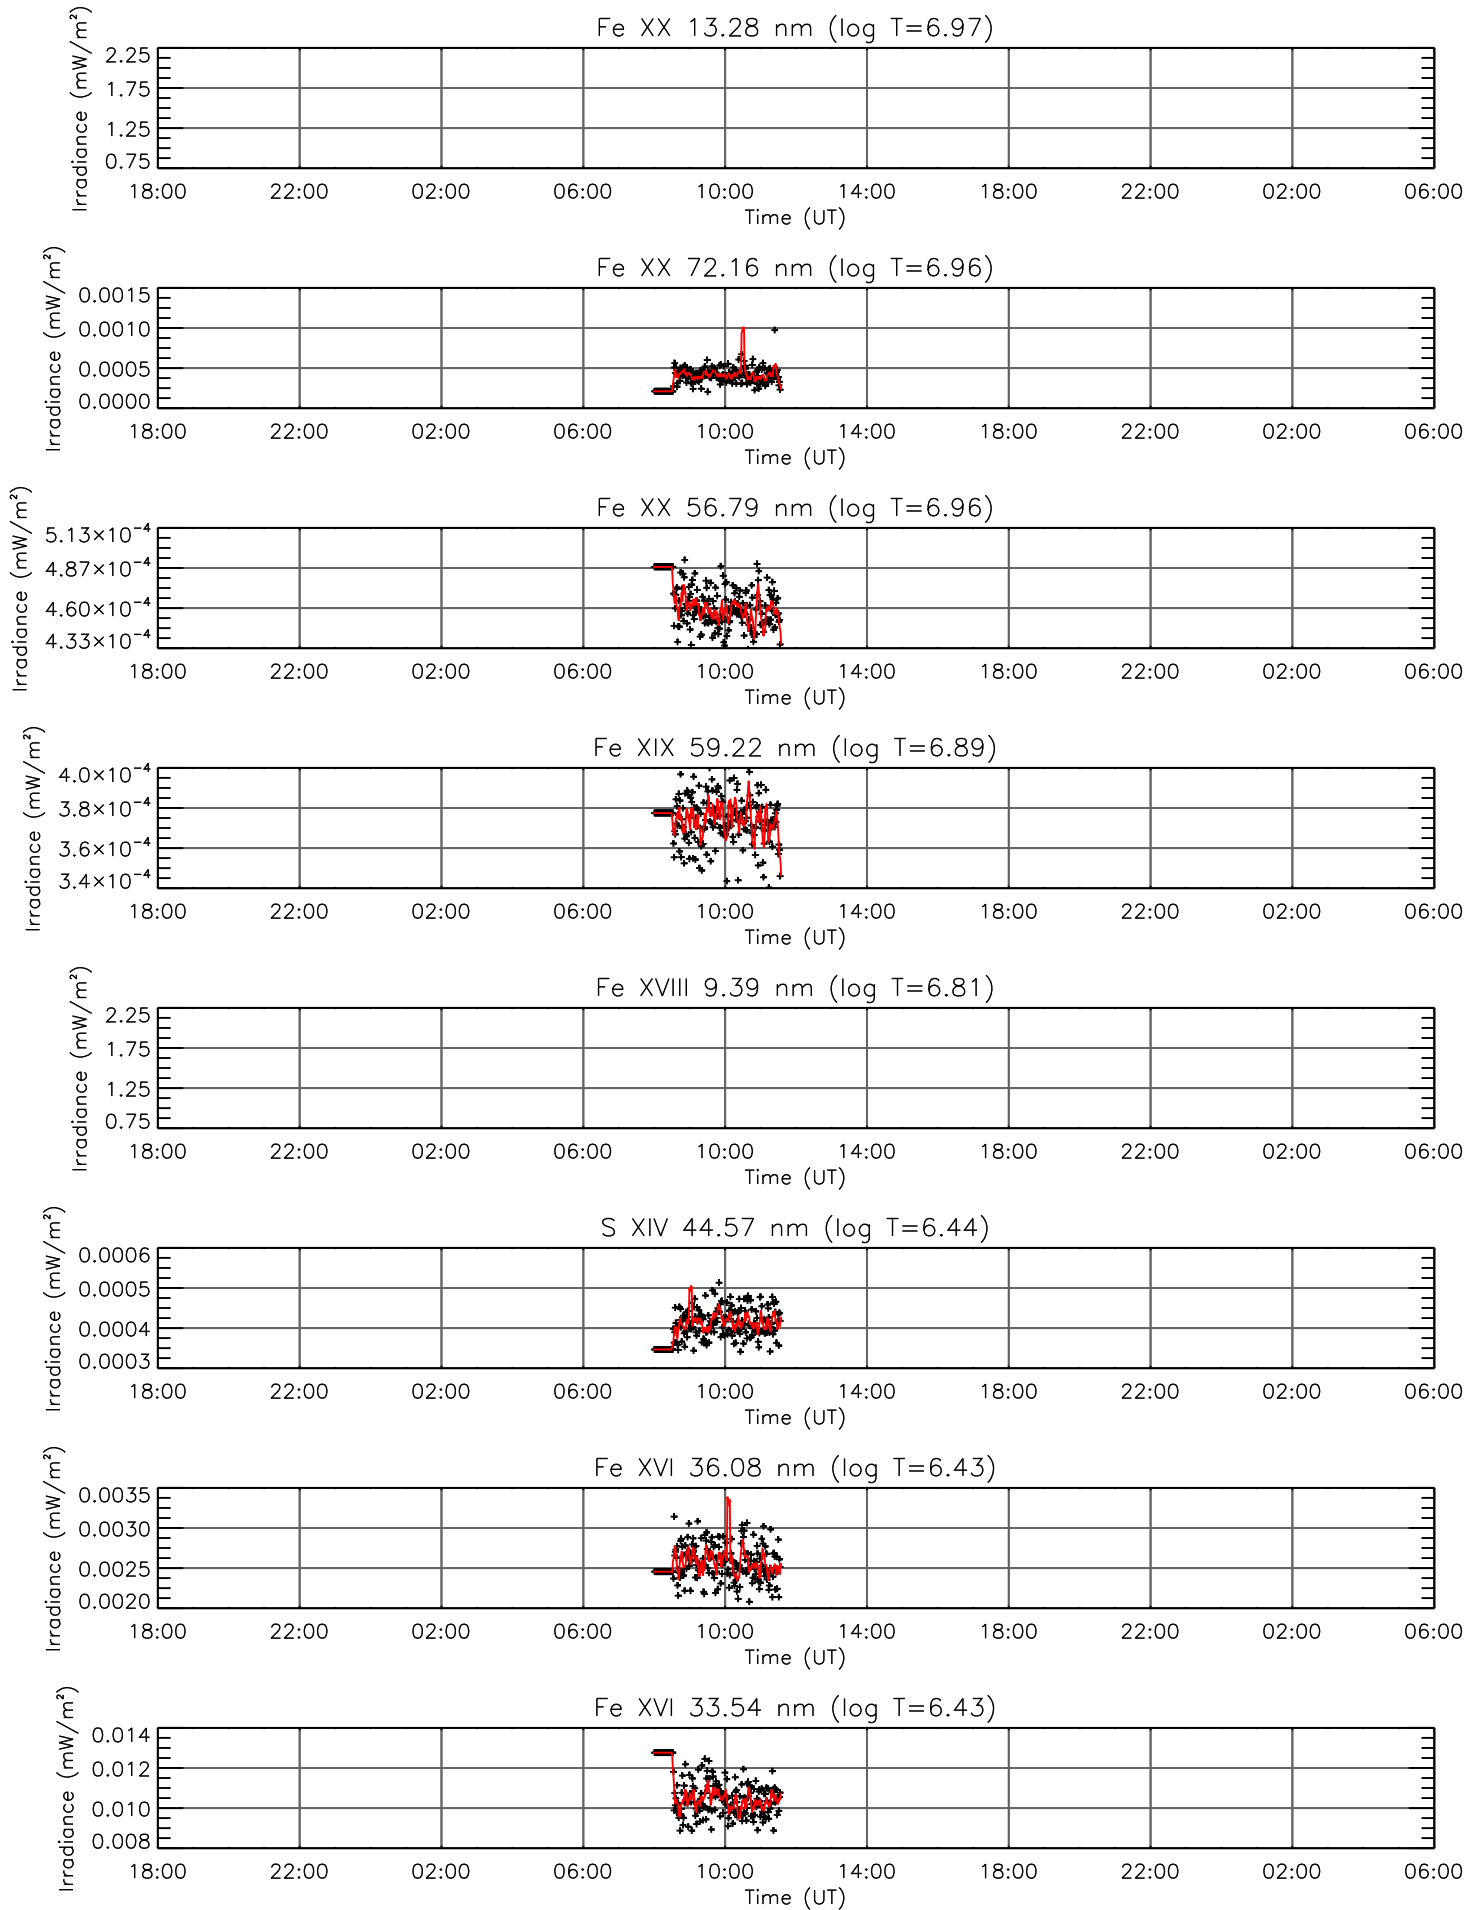 Fe XX 13.28 nm (log T=6.97)
Irradiance (mW/m²)
2.25
1.75
1.25
0.75
18:00 22:00 02:00 06:00 10:00 14:00 18:00 22:00 02:00 06:00
Time (UT)
Fe XX 72.16 nm (log T=6.96)
Irradiance (mW/m²)
0.0015
0.0010
0.0005
0.0000
18:00 22:00 02:00 06:00 10:00 14:00 18:00 22:00 02:00 06:00
Time (UT)
Fe XX 56.79 nm (log T=6.96)
Irradiance (mW/m²)
5.13×10⁻⁴
4.87×10⁻⁴
4.60×10⁻⁴
4.33×10⁻⁴
18:00 22:00 02:00 06:00 10:00 14:00 18:00 22:00 02:00 06:00
Time (UT)
Fe XIX 59.22 nm (log T=6.89)
Irradiance (mW/m²)
4.0×10⁻⁴
3.8×10⁻⁴
3.6×10⁻⁴
3.4×10⁻⁴
18:00 22:00 02:00 06:00 10:00 14:00 18:00 22:00 02:00 06:00
Time (UT)
Fe XVIII 9.39 nm (log T=6.81)
Irradiance (mW/m²)
2.25
1.75
1.25
0.75
18:00 22:00 02:00 06:00 10:00 14:00 18:00 22:00 02:00 06:00
Time (UT)
S XIV 44.57 nm (log T=6.44)
Irradiance (mW/m²)
0.0006
0.0005
0.0004
0.0003
18:00 22:00 02:00 06:00 10:00 14:00 18:00 22:00 02:00 06:00
Time (UT)
Fe XVI 36.08 nm (log T=6.43)
Irradiance (mW/m²)
0.0035
0.0030
0.0025
0.0020
18:00 22:00 02:00 06:00 10:00 14:00 18:00 22:00 02:00 06:00
Time (UT)
Fe XVI 33.54 nm (log T=6.43)
Irradiance (mW/m²)
0.014
0.012
0.010
0.008
18:00 22:00 02:00 06:00 10:00 14:00 18:00 22:00 02:00 06:00
Time (UT)